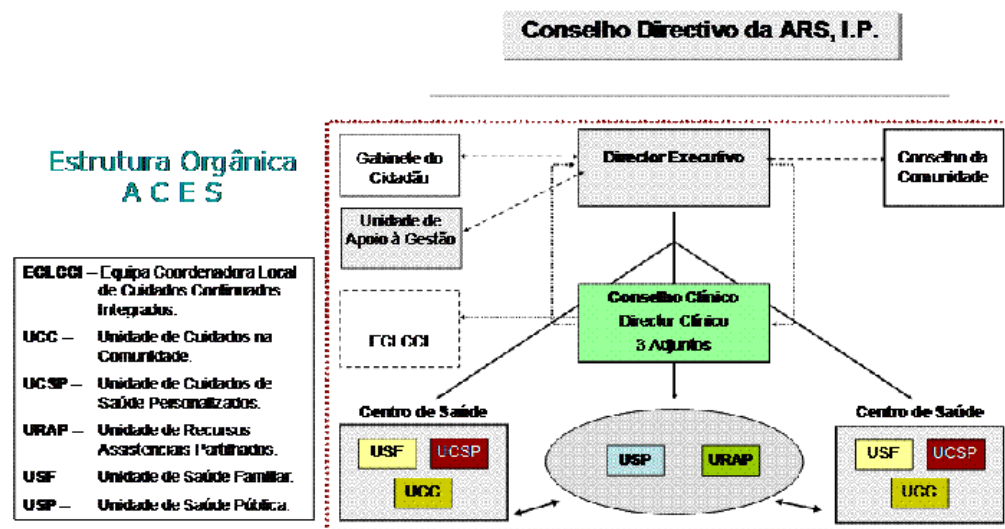 Conselho Directivo da ARS, I.P.
Estrutura Orgânica
A C E S
Gabinete do
Cidadão
Director Executivo
Conselho da
Comunidade
Unidade de
Apoio à Gestão
ECLCCI
Conselho Clínico
Director Clínico
3 Adjuntos
ECLCCI – Equipa Coordenadora Local
de Cuidados Continuados
Integrados.
UCC – Unidade de Cuidados na
Comunidade.
UCSP – Unidade de Cuidados de
Saúde Personalizados.
URAP – Unidade de Recursos
Assistenciais Partilhados.
USF Unidade de Saúde Familiar.
USP – Unidade de Saúde Pública.
Centro de Saúde
USF UCSP
UCC
USP URAP
Centro de Saúde
USF UCSP
UCC